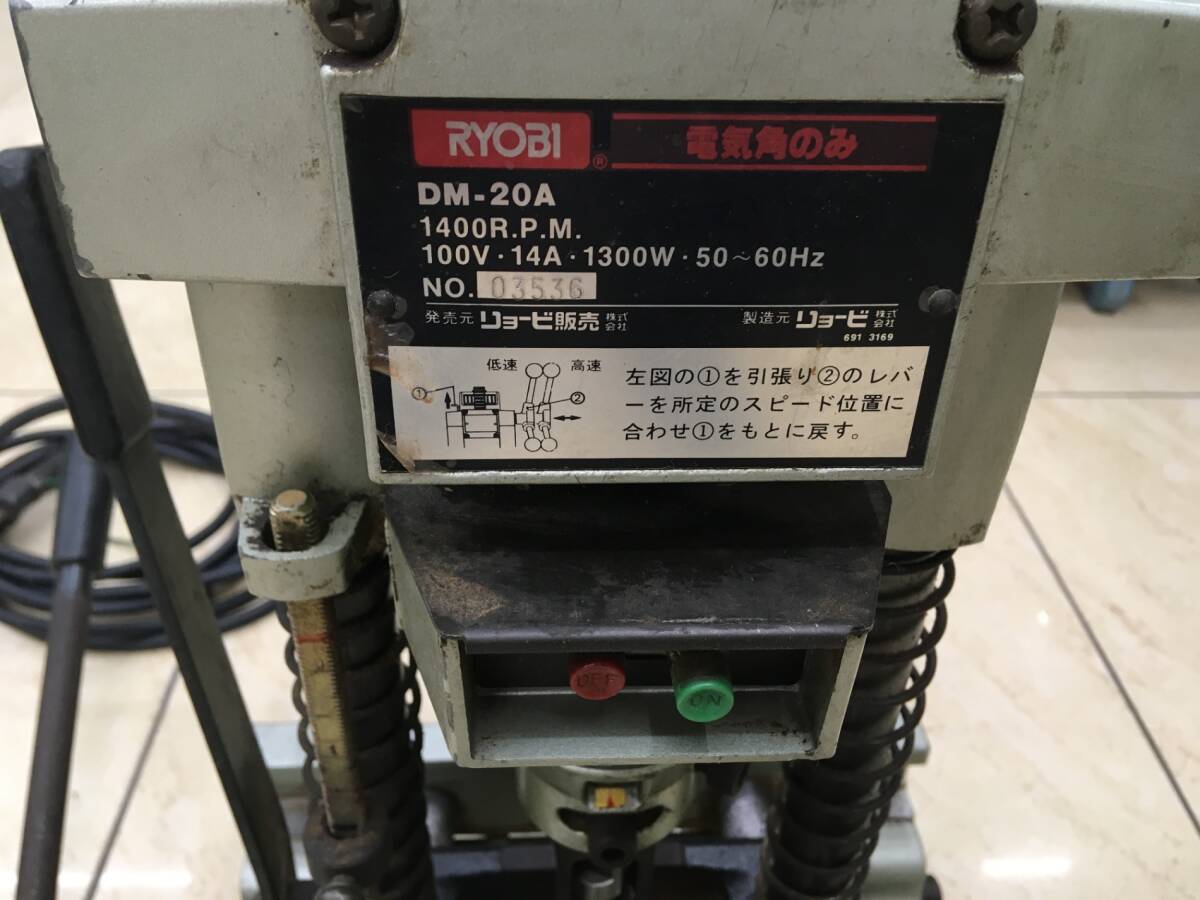 RYOBI® 電気角のみ
DM-20A
1400R.P.M.
100V·14A·1300W·50～60Hz
NO. 03536
発売元 リョービ販売 株式会社 製造元 リョービ 株式会社
691 3169
低速 高速
① ②
左図の①を引張り②のレバ
ーを所定のスピード位置に
合わせ①をもとに戻す。
OFF
ON